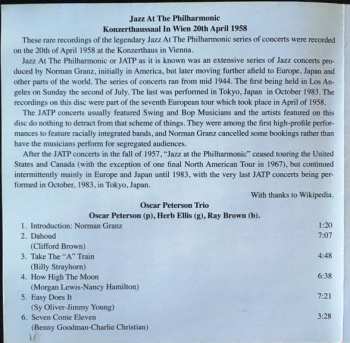 Jazz At The Philharmonic
Konzerthussaal In Wien 20th April 1958
These rare recordings of the legendary Jazz At The Philharmonic series of concerts were recorded
on the 20th of April 1958 at the Konzerthaus in Vienna.
Jazz At The Philharmonic or JATP as it is known was an extensive series of Jazz concerts pro-
duced by Norman Granz, initially in America, but later moving further afield to Europe, Japan and
other parts of the world. The series of concerts ran from mid 1944. The first being held in Los An-
geles on Sunday the second of July. The last was performed in Tokyo, Japan in October 1983. The
recordings on this disc were part of the seventh European tour which took place in April of 1958.
The JATP concerts usually featured Swing and Bop Musicians and the artists featured on this
disc do nothing to detract from that scheme of things. They were among the first high-profile perfor-
mances to feature racially integrated bands, and Norman Granz cancelled some bookings rather than
have the musicians perform for segregated audiences.
After the JATP concerts in the fall of 1957, "Jazz at the Philharmonic" ceased touring the United
States and Canada (with the exception of one final North American Tour in 1967), but continued
intermittently mainly in Europe and Japan until 1983, with the very last JATP concerts being per-
formed in October, 1983, in Tokyo, Japan.
With thanks to Wikipedia.
Oscar Peterson Trio
Oscar Peterson (p), Herb Ellis (g), Ray Brown (b).
1. Introduction: Norman Granz 1:20
2. Dahoud 7:07
(Clifford Brown)
3. Take The "A" Train 4:48
(Billy Strayhorn)
4. How High The Moon 6:38
(Morgan Lewis-Nancy Hamilton)
5. Easy Does It 7:21
(Sy Oliver-Jimmy Young)
6. Seven Come Eleven 3:28
(Benny Goodman-Charlie Christian)